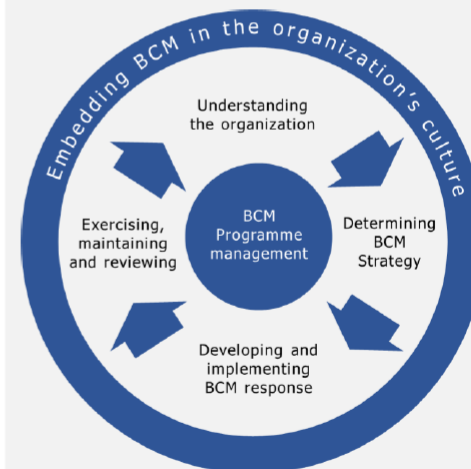 Embedding BCM in the organization's culture
Understanding
the organization
BCM
Programme
management
Determining
BCM
Strategy
Developing and
implementing
BCM response
Exercising,
maintaining
and reviewing